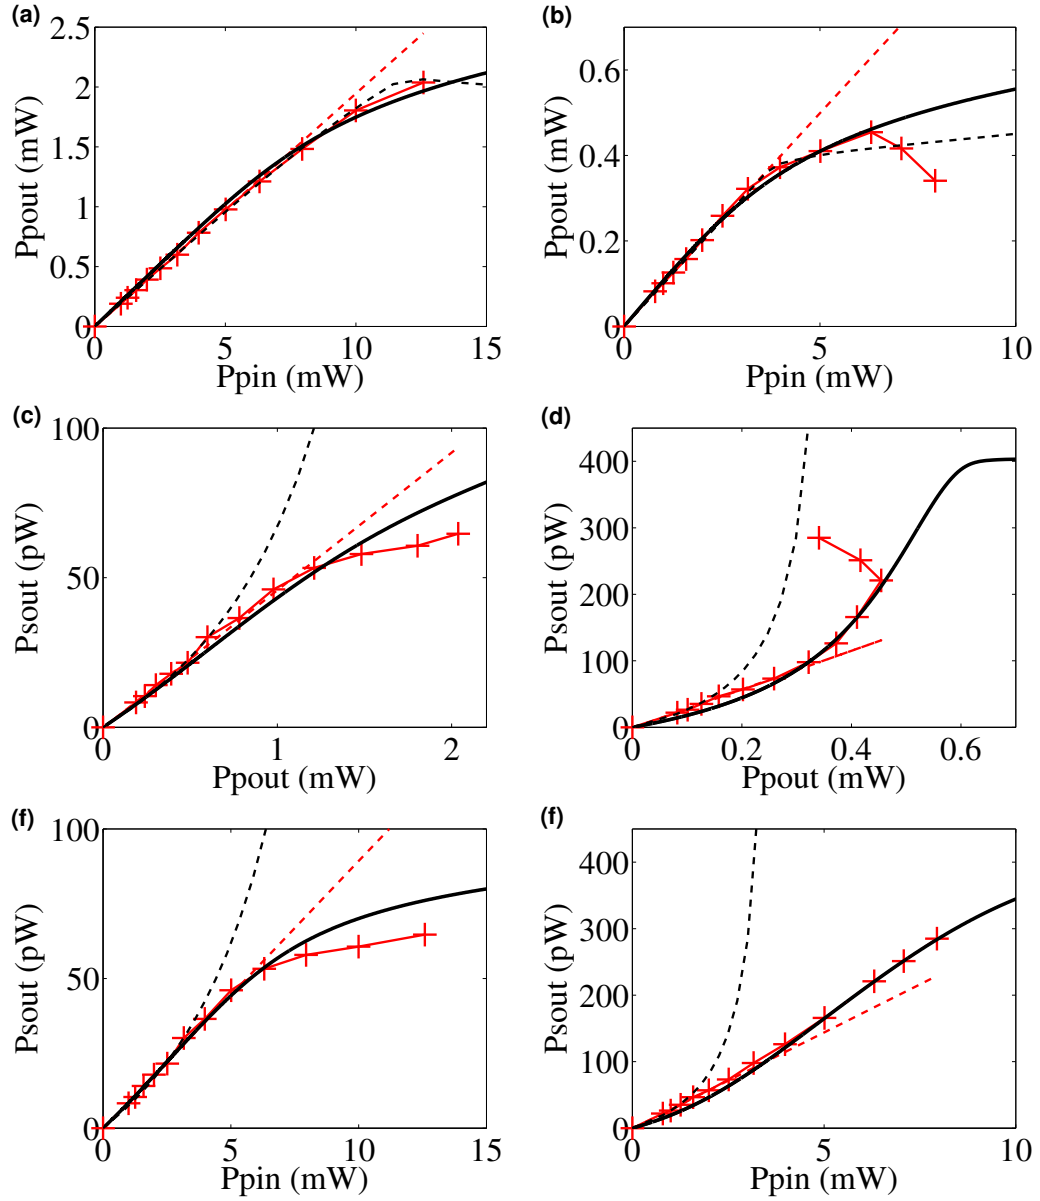 (a)
2.5
2
1.5
1
0.5
0
Ppout (mW)
0 5 10 15
Ppin (mW)
(b)
0.6
0.4
0.2
0
Ppout (mW)
0 5 10
Ppin (mW)
(c)
100
50
0
Psout (pW)
0 1 2
Ppout (mW)
(d)
400
300
200
100
0
Psout (pW)
0 0.2 0.4 0.6
Ppout (mW)
(f)
100
50
0
Psout (pW)
0 5 10 15
Ppin (mW)
(f)
400
300
200
100
0
Psout (pW)
0 5 10
Ppin (mW)